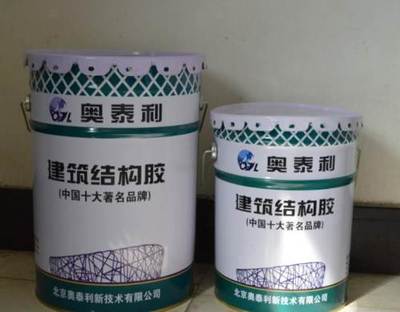 奥泰利
建筑结构胶
(中国十大著名品牌)
北京奥泰利新技术有限公司
奥泰利
建筑结构胶
(中国十大著名品牌)
北京奥泰利新技术有限公司